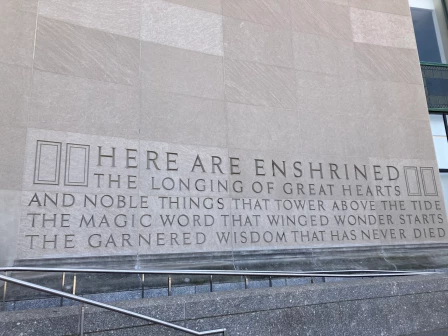 HERE ARE ENSHRINED
THE LONGING OF GREAT HEARTS
AND NOBLE THINGS THAT TOWER ABOVE THE TIDE
THE MAGIC WORD THAT WINGED WONDER STARTS
THE GARNERED WISDOM THAT HAS NEVER DIED